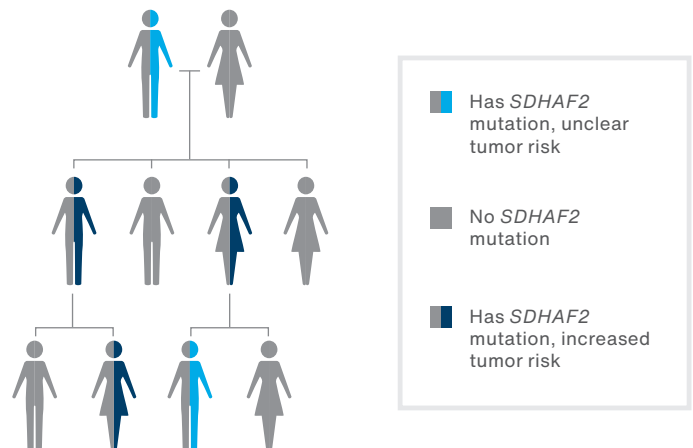 Has SDHAF2
mutation, unclear
tumor risk
No SDHAF2
mutation
Has SDHAF2
mutation, increased
tumor risk